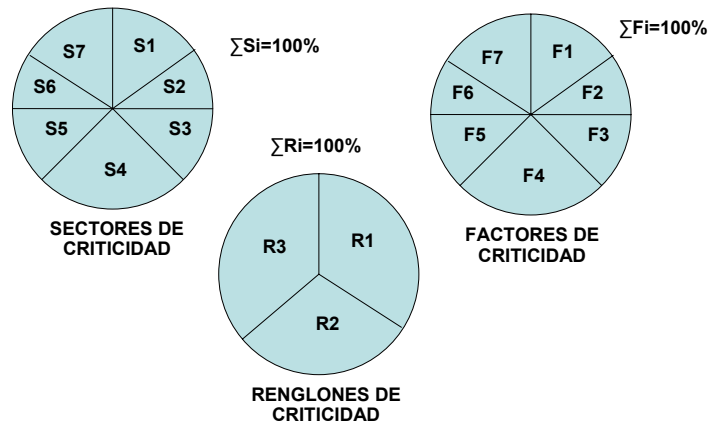 S7
S1
S6
S2
S5
S3
S4
∑Si=100%
SECTORES DE
CRITICIDAD
∑Ri=100%
R3
R1
R2
RENGLONES DE
CRITICIDAD
∑Fi=100%
F7
F1
F6
F2
F5
F3
F4
FACTORES DE
CRITICIDAD